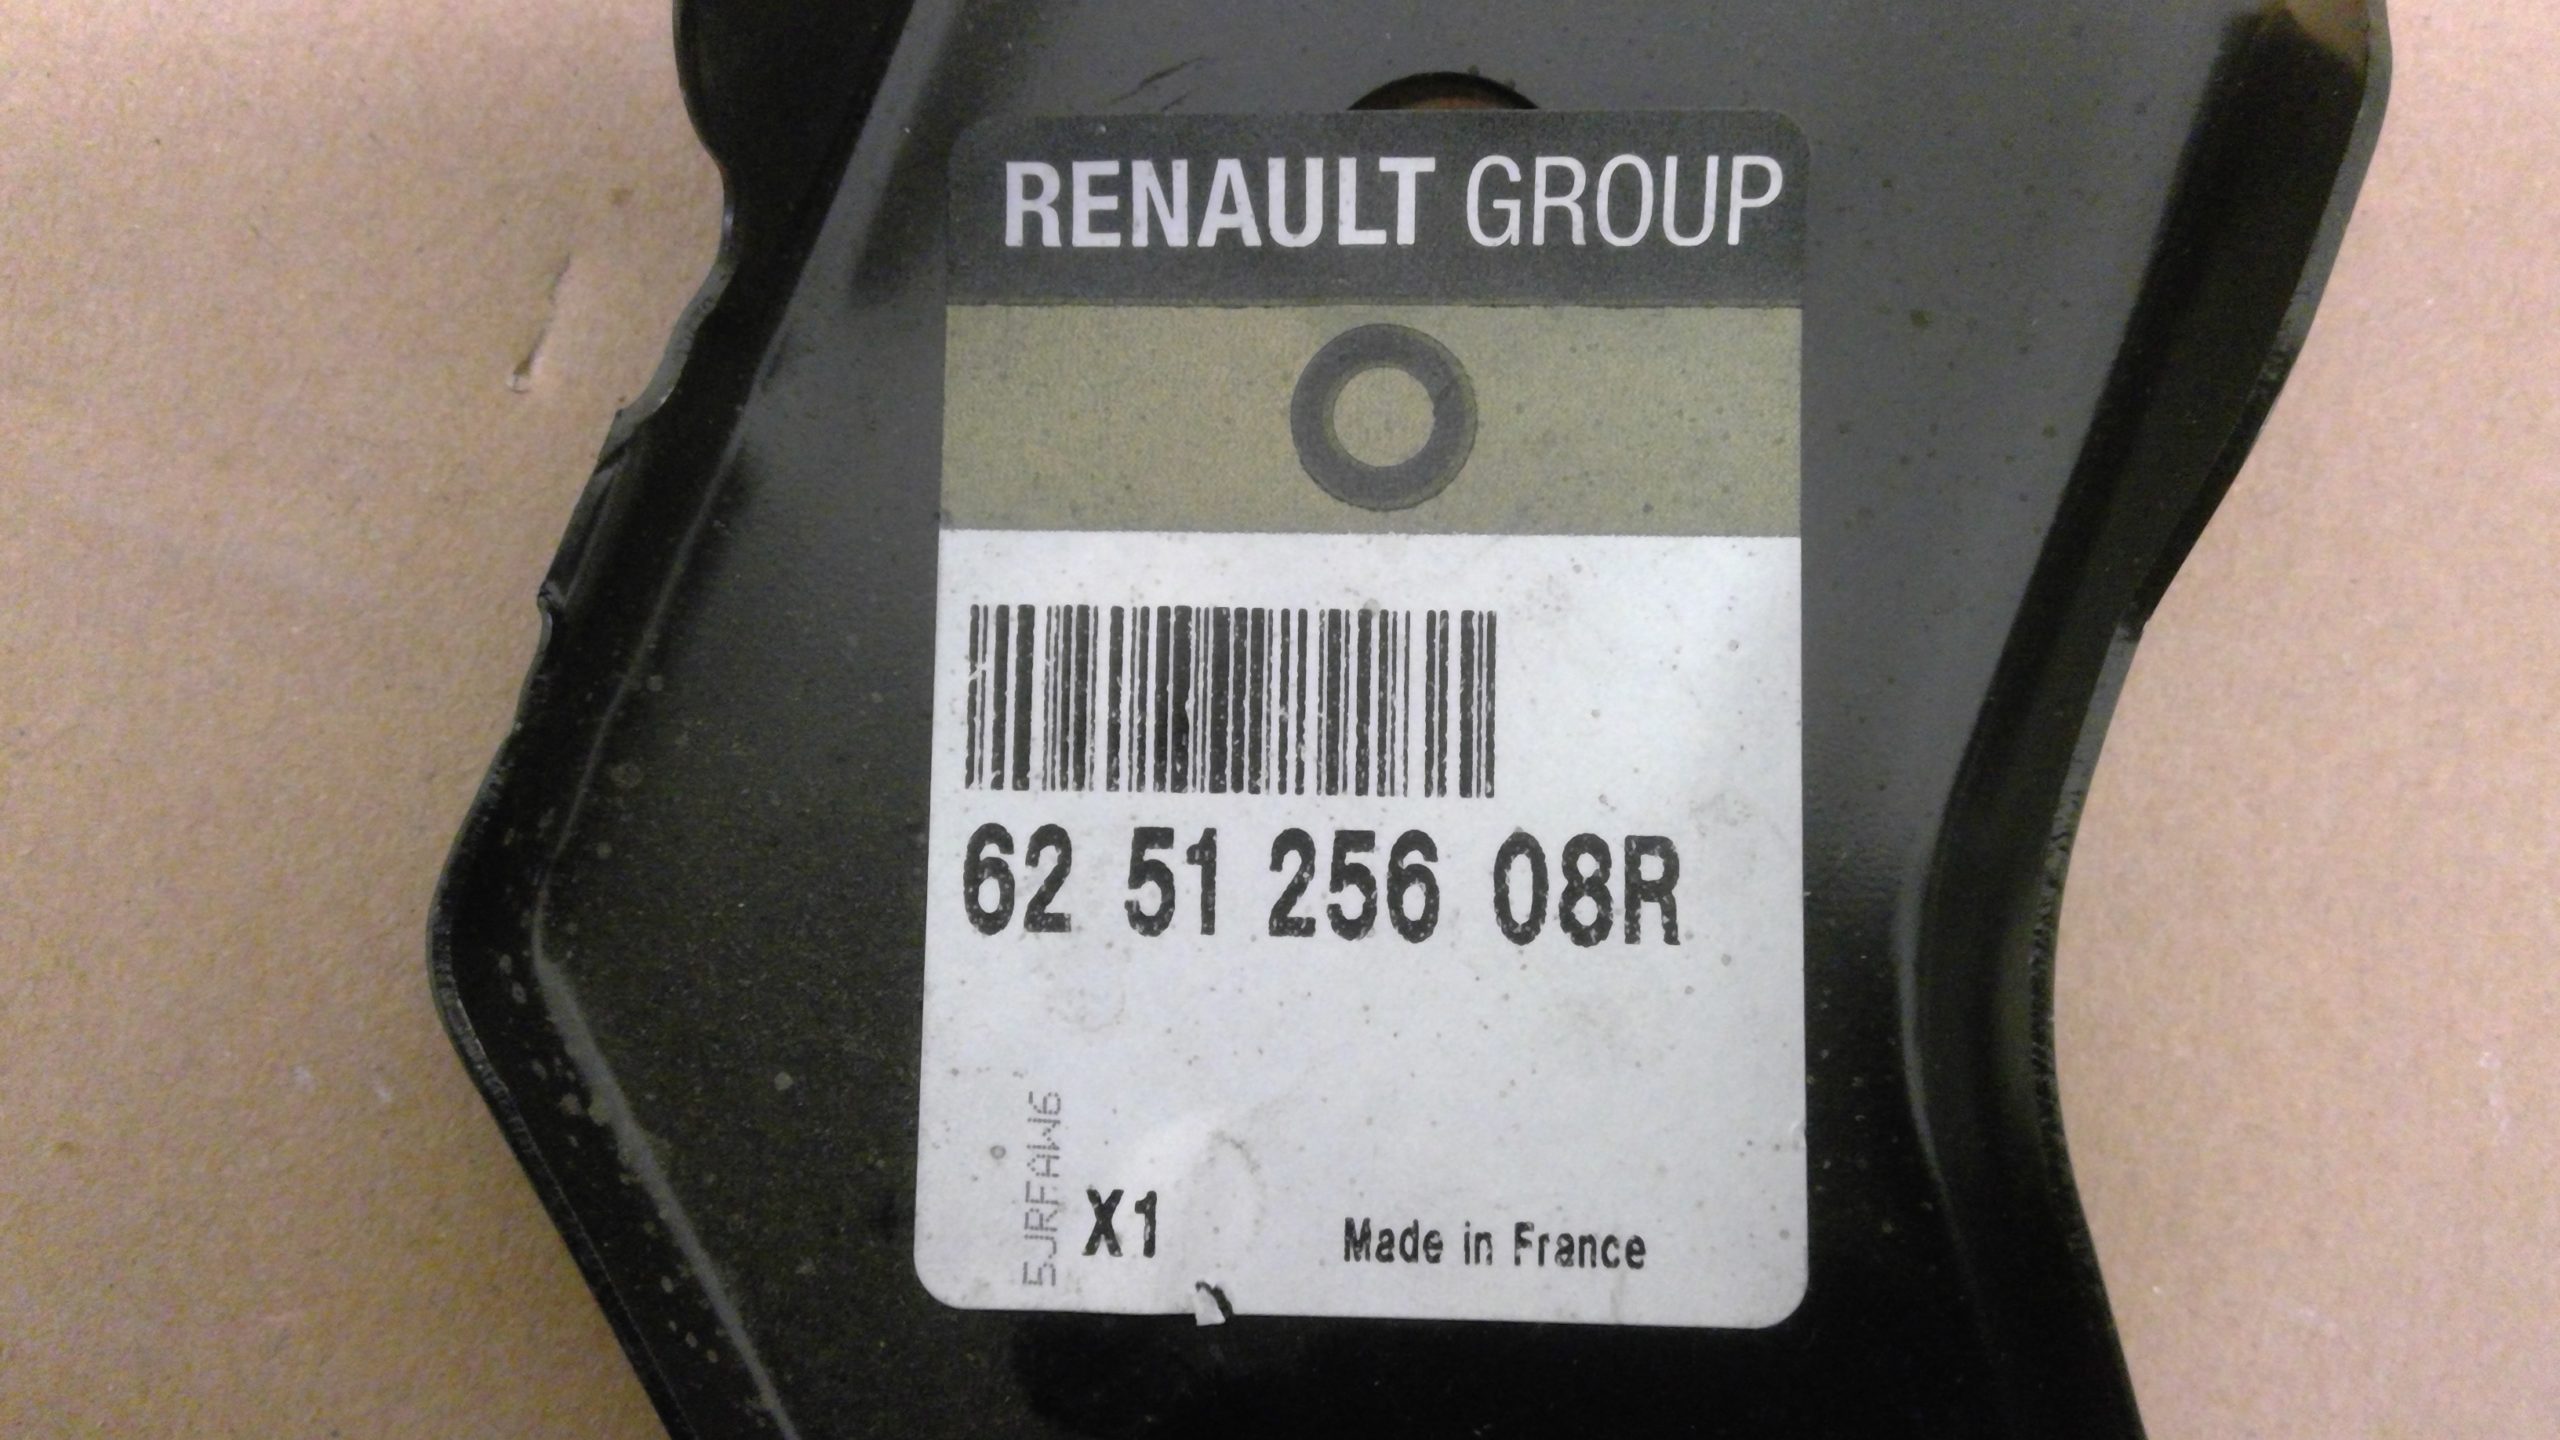 RENAULT GROUP
62 51 256 08R
5JRFAW6
X1
Made in France